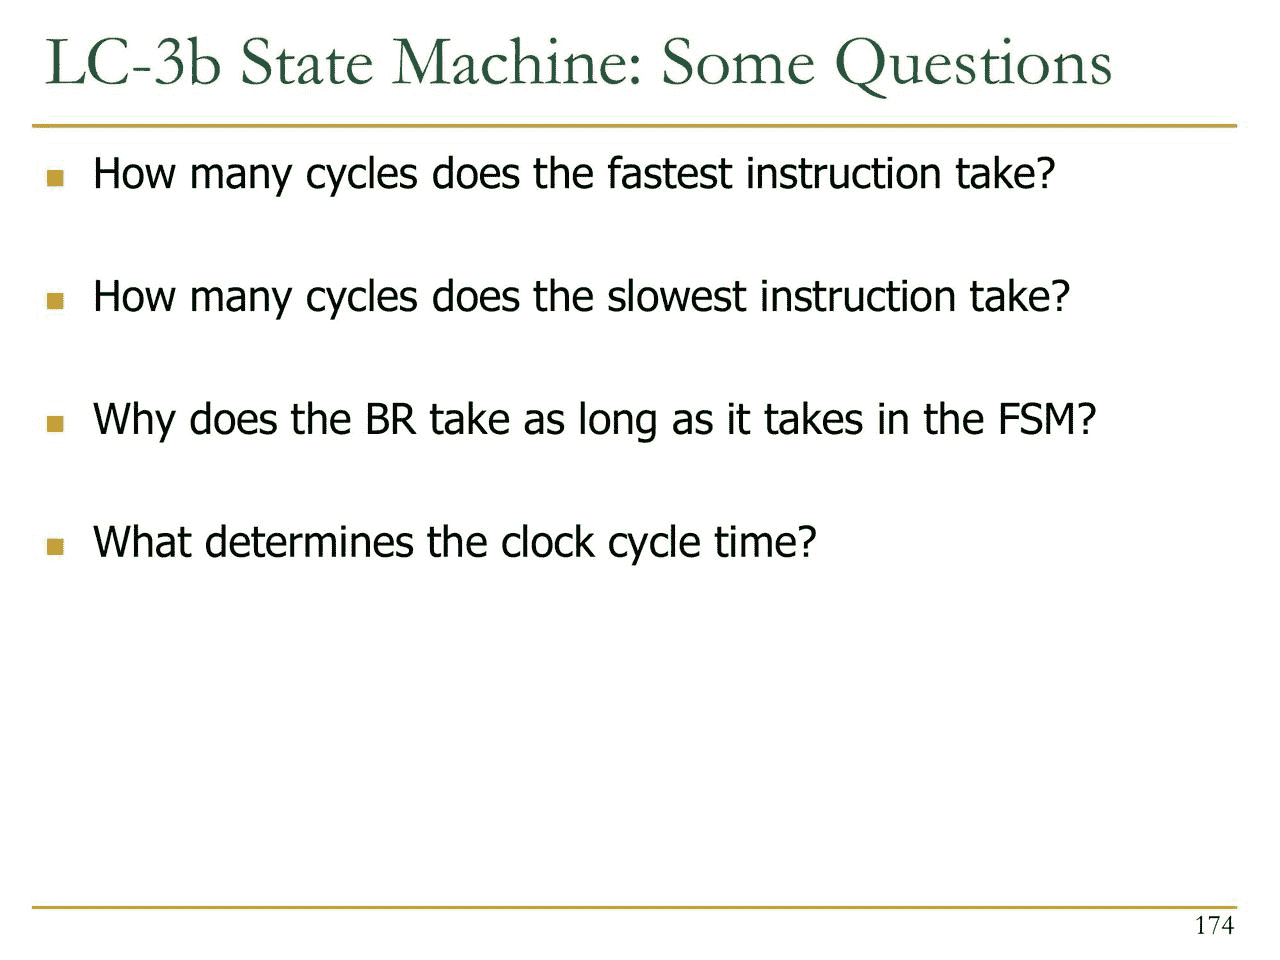 LC-3b State Machine: Some Questions
How many cycles does the fastest instruction take?
How many cycles does the slowest instruction take?
Why does the BR take as long as it takes in the FSM?
What determines the clock cycle time?
174